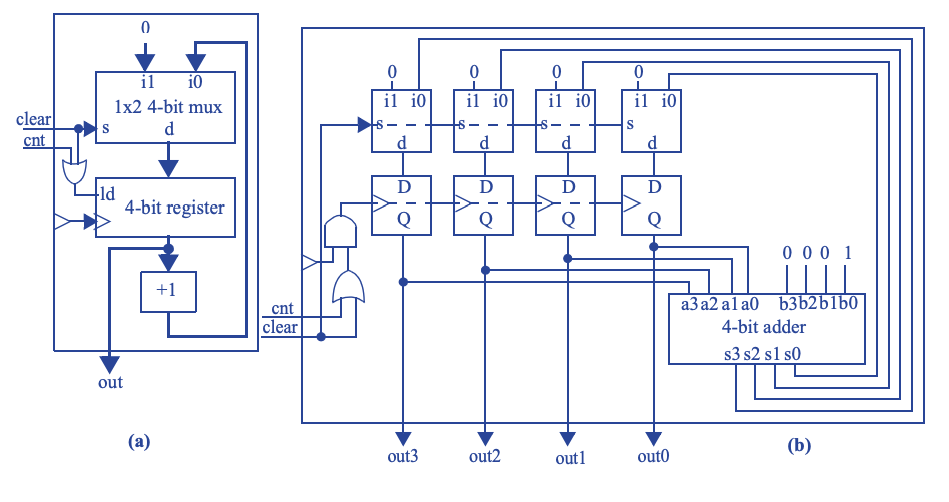 0
i1 i0
1x2 4-bit mux
s d
clear
cnt
ld
4-bit register
+1
out
(a)
0 0 0 0
i1 i0 i1 i0 i1 i0 i1 i0
s s s s
d d d d
D D D D
Q Q Q Q
cnt
clear
0 0 0 1
a3 a2 a1 a0 b3 b2 b1 b0
4-bit adder
s3 s2 s1 s0
out3 out2 out1 out0
(b)